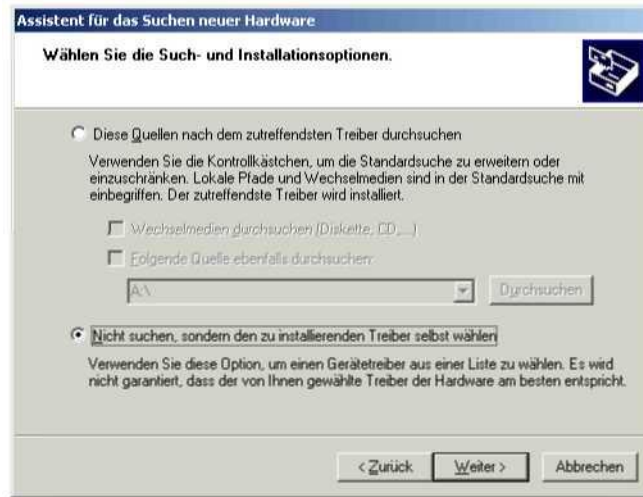 Assistent für das Suchen neuer Hardware
Wählen Sie die Such- und Installationsoptionen.
Diese Quellen nach dem zutreffendsten Treiber durchsuchen
Verwenden Sie die Kontrollkästchen, um die Standardsuche zu erweitern oder
einzuschränken. Lokale Pfade und Wechselmedien sind in der Standardsuche mit
einbegriffen. Der zutreffendste Treiber wird installiert.
Wechselmedien durchsuchen (Diskette, CD,...)
Folgende Quelle ebenfalls durchsuchen:
A:\ Durchsuchen
Nicht suchen, sondern den zu installierenden Treiber selbst wählen
Verwenden Sie diese Option, um einen Gerätetreiber aus einer Liste zu wählen. Es wird
nicht garantiert, dass der von Ihnen gewählte Treiber der Hardware am besten entspricht.
< Zurück Weiter > Abbrechen